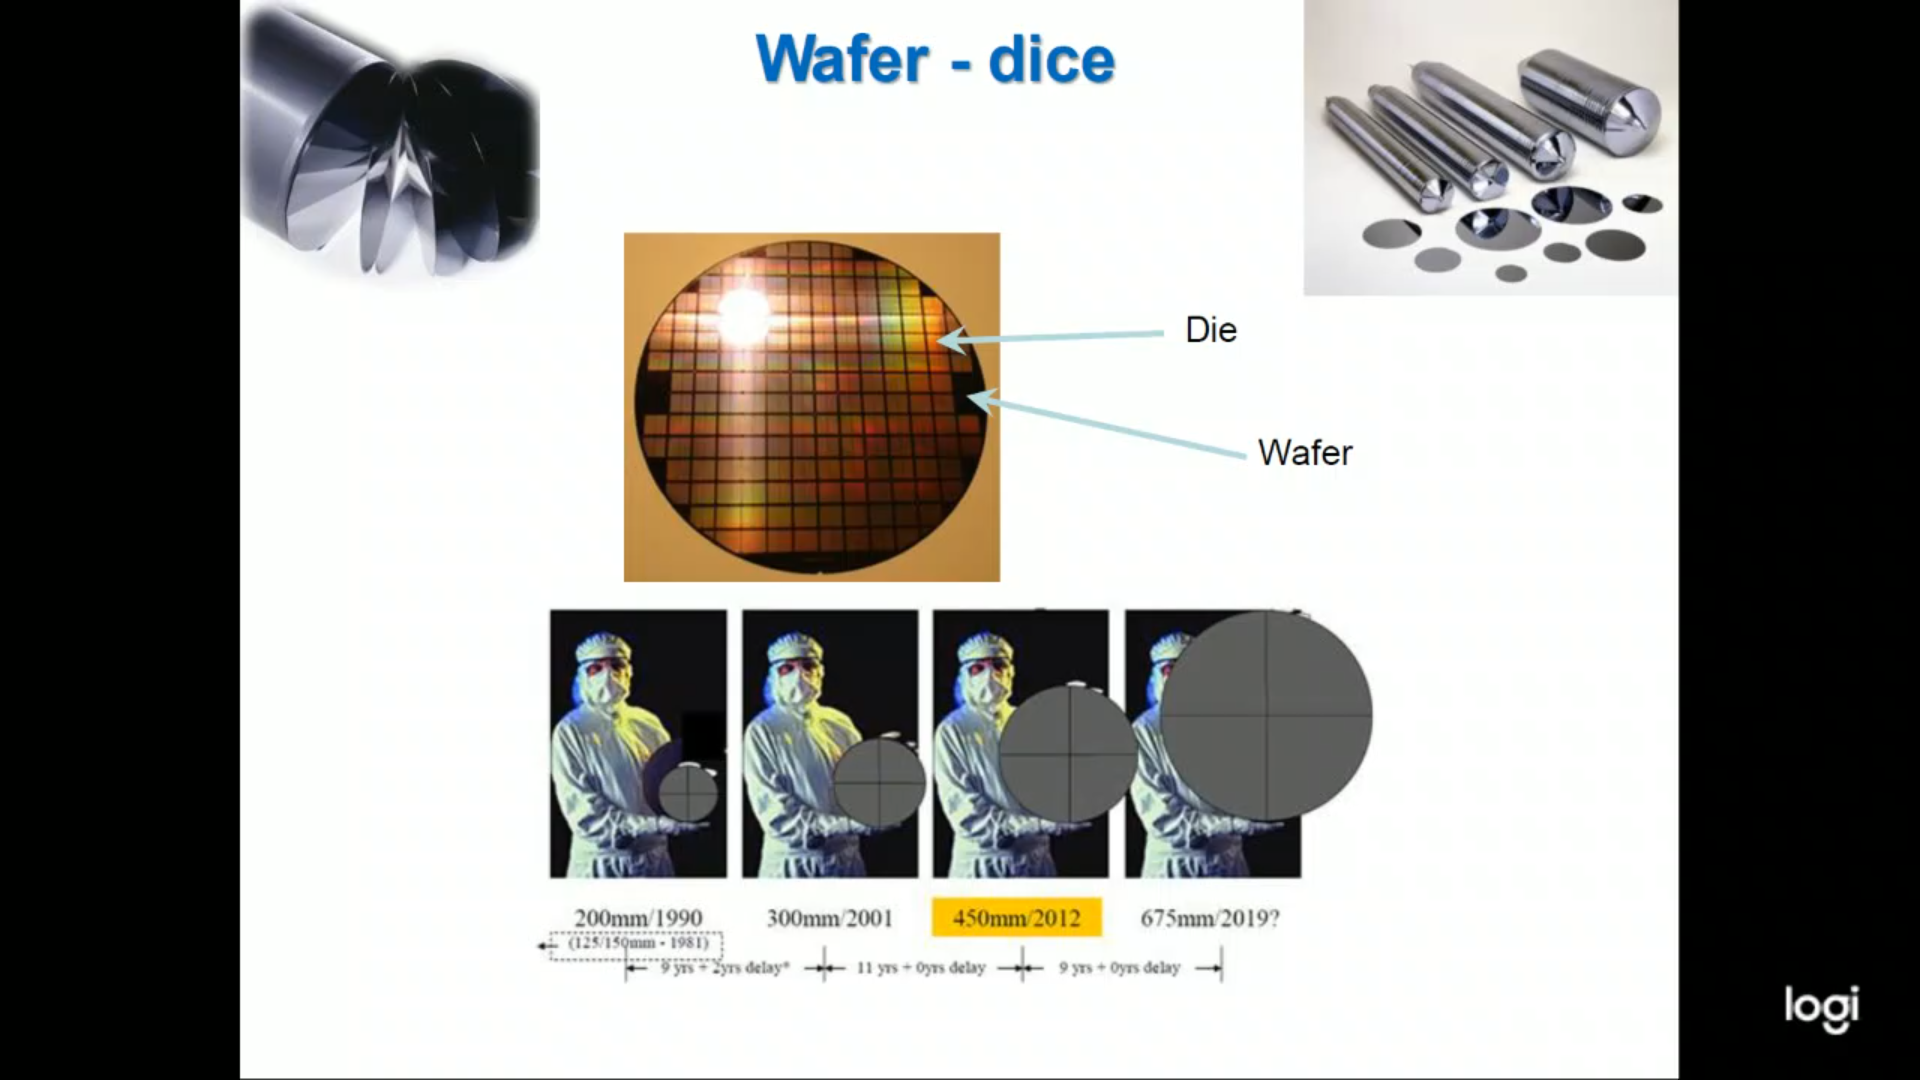 Wafer - dice
Die
Wafer
200mm/1990
300mm/2001
450mm/2012
675mm/2019?
(125/150mm - 1981)
9 yrs + 2yrs delay*
11 yrs + 0yrs delay
9 yrs + 0yrs delay
logi